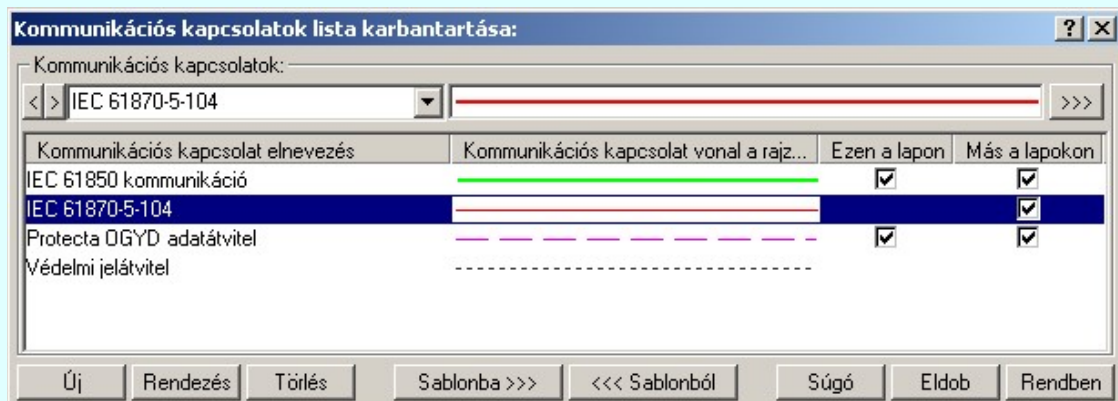 Kommunikációs kapcsolatok lista karbantartása: ? X
Kommunikációs kapcsolatok:
< > IEC 61870-5-104 >>>
Kommunikációs kapcsolat elnevezés Kommunikációs kapcsolat vonal a rajz... Ezen a lapon Más a lapokon
IEC 61850 kommunikáció
IEC 61870-5-104
Protecta OGYD adatátvitel
Védelmi jelátvitel
Új Rendezés Törlés Sablonba >>> <<< Sablonból Súgó Eldob Rendben